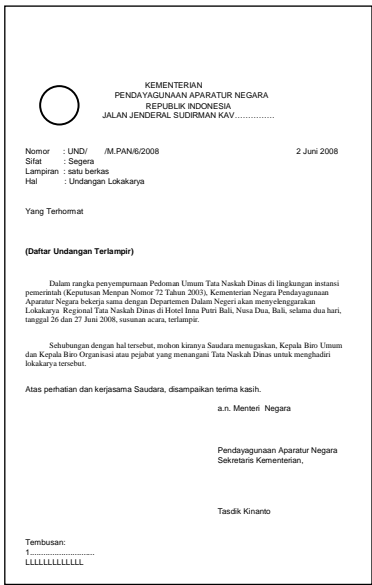 KEMENTERIAN
PENDAYAGUNAAN APARATUR NEGARA
REPUBLIK INDONESIA
JALAN JENDERAL SUDIRMAN KAV……………
Nomor : UND/ /M.PAN/6/2008 2 Juni 2008
Sifat : Segera
Lampiran : satu berkas
Hal : Undangan Lokakarya
Yang Terhormat
(Daftar Undangan Terlampir)
Dalam rangka penyempurnaan Pedoman Umum Tata Naskah Dinas di lingkungan instansi
pemerintah (Keputusan Menpan Nomor 72 Tahun 2003), Kementerian Negara Pendayagunaan
Aparatur Negara bekerja sama dengan Departemen Dalam Negeri akan menyelenggarakan
Lokakarya Regional Tata Naskah Dinas di Hotel Inna Putri Bali, Nusa Dua, Bali, selama dua hari,
tanggal 26 dan 27 Juni 2008, susunan acara, terlampir.
Sehubungan dengan hal tersebut, mohon kiranya Saudara menugaskan, Kepala Biro Umum
dan Kepala Biro Organisasi atau pejabat yang menangani Tata Naskah Dinas untuk menghadiri
lokakarya tersebut.
Atas perhatian dan kerjasama Saudara, disampaikan terima kasih.
a.n. Menteri Negara
Pendayagunaan Aparatur Negara
Sekretaris Kementerian,
Tasdik Kinanto
Tembusan:
1..............................
LLLLLLLLLLLLL